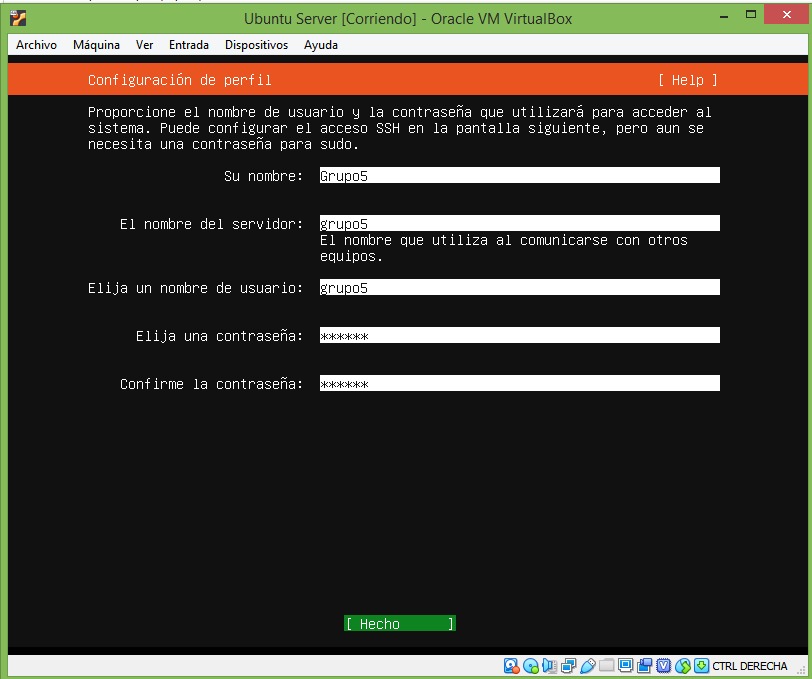 Ubuntu Server [Corriendo] - Oracle VM VirtualBox
Archivo Máquina Ver Entrada Dispositivos Ayuda
Configuración de perfil [ Help ]
Proporcione el nombre de usuario y la contraseña que utilizará para acceder al
sistema. Puede configurar el acceso SSH en la pantalla siguiente, pero aun se
necesita una contraseña para sudo.
Su nombre: Grupo5
El nombre del servidor: grupo5
El nombre que utiliza al comunicarse con otros
equipos.
Elija un nombre de usuario: grupo5
Elija una contraseña: ******
Confirme la contraseña: ******
[ Hecho ]
CTRL DERECHA